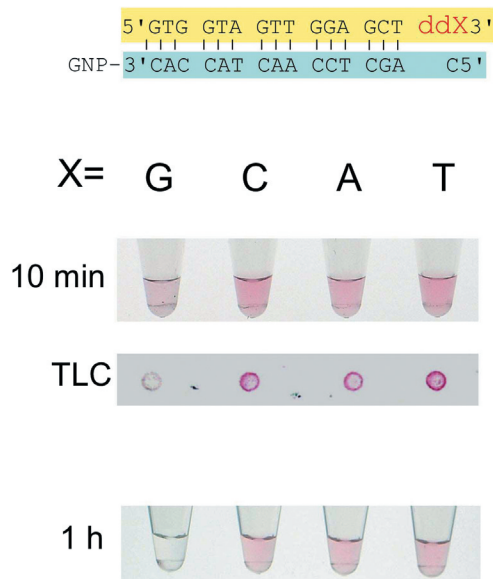 5'GTG GTA GTT GGA GCT ddX3'
GNP-3'CAC CAT CAA CCT CGA C5'
X= G C A T
10 min
TLC
1 h